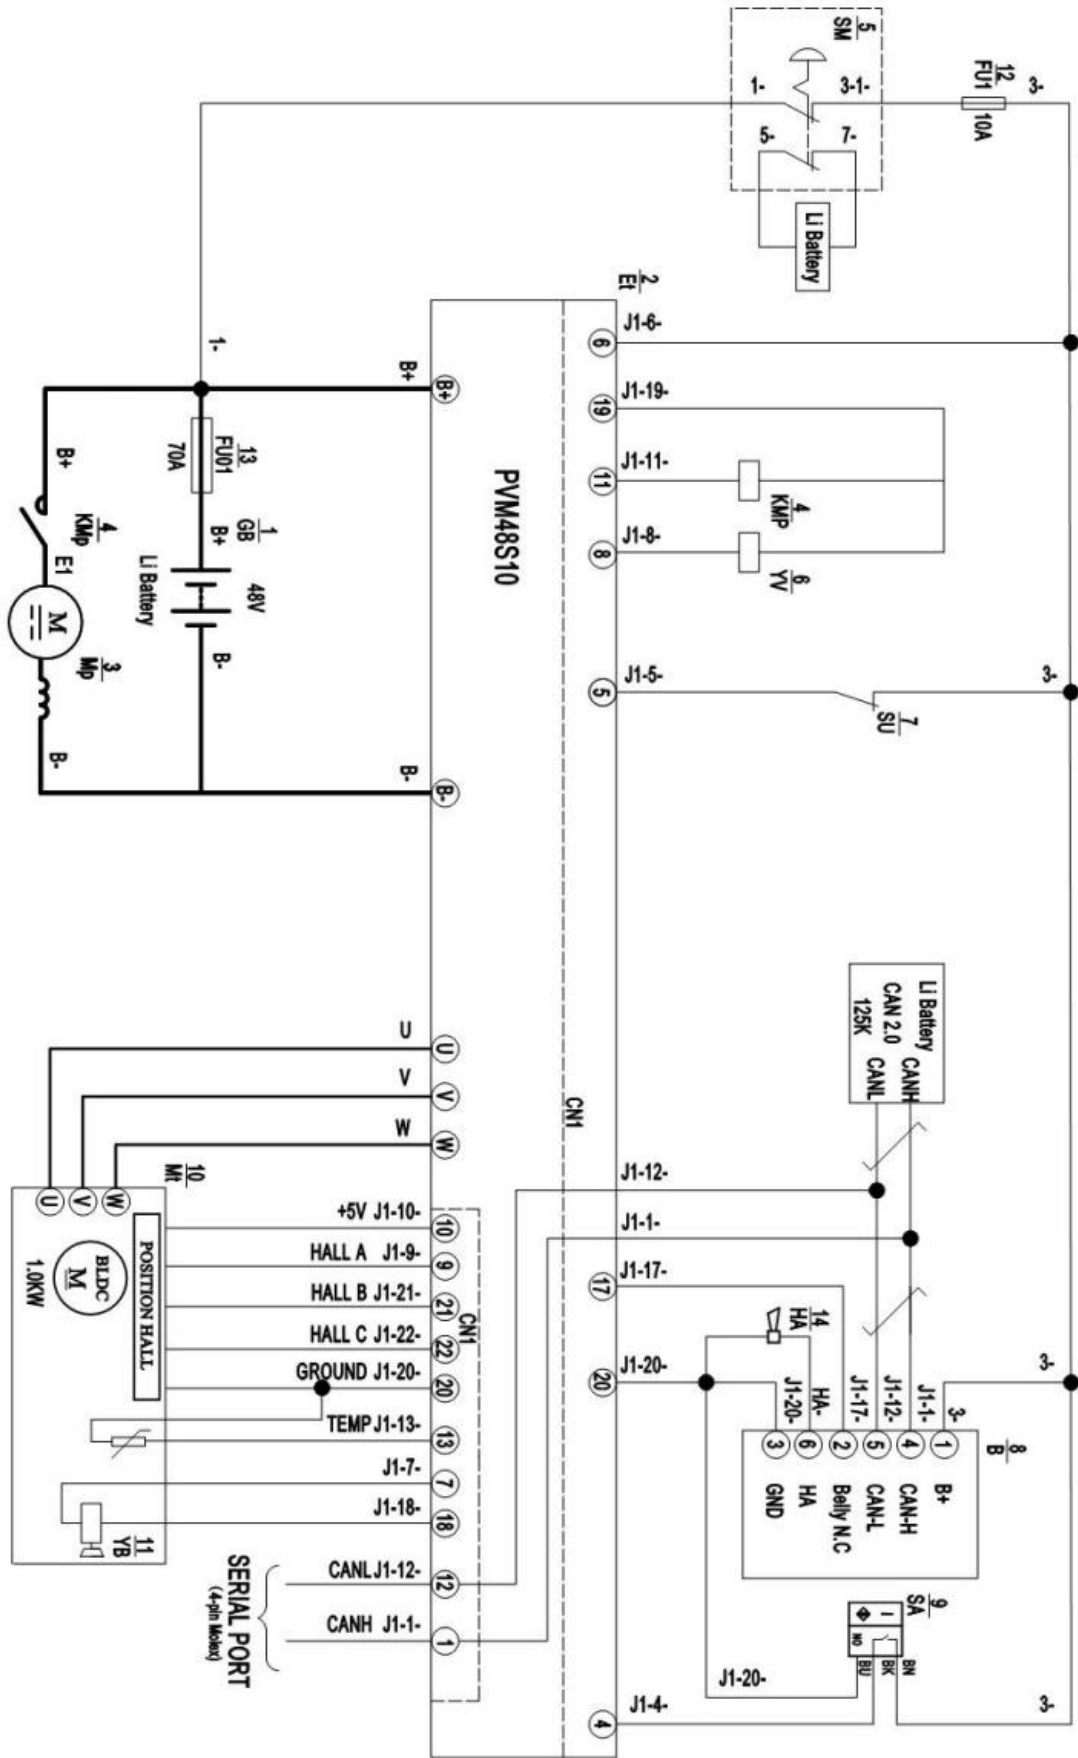 5
SM
1-
3-1-
5-
7-
Li Battery
12
FU1
10A
3-
2
Et
J1-6-
6
J1-19-
19
J1-11-
11
4
KMP
J1-8-
8
6
YV
J1-5-
5
7
SU
3-
1-
B+
B+
13
FU01
70A
B+
1
GB
B+
4
KMp
E1
Li Battery
48V
M
3
Mp
B-
B-
B-
B-
PVM48S10
Li Battery
CAN 2.0
125K
CANH
CANL
CN1
U
U
V
V
W
W
J1-12-
J1-1-
J1-17-
17
14
HA
J1-20-
20
J1-20-
HA-
J1-17-
J1-12-
J1-1-
3-
3-
3
6
2
5
4
1
8
B
GND
HA
Belly N.C
CAN-L
CAN-H
B+
10
Mt
U
V
W
BLDC
M
1.0KW
POSITION HALL
+5V J1-10-
10
HALL A J1-9-
9
HALL B J1-21-
21
HALL C J1-22-
22
CN1
GROUND J1-20-
20
TEMP J1-13-
13
J1-7-
7
J1-18-
18
11
YB
CANL J1-12-
12
CANH J1-1-
1
SERIAL PORT
(4-pin Molex)
9
SA
I
NO
BU
BK
BN
J1-20-
J1-4-
4
3-